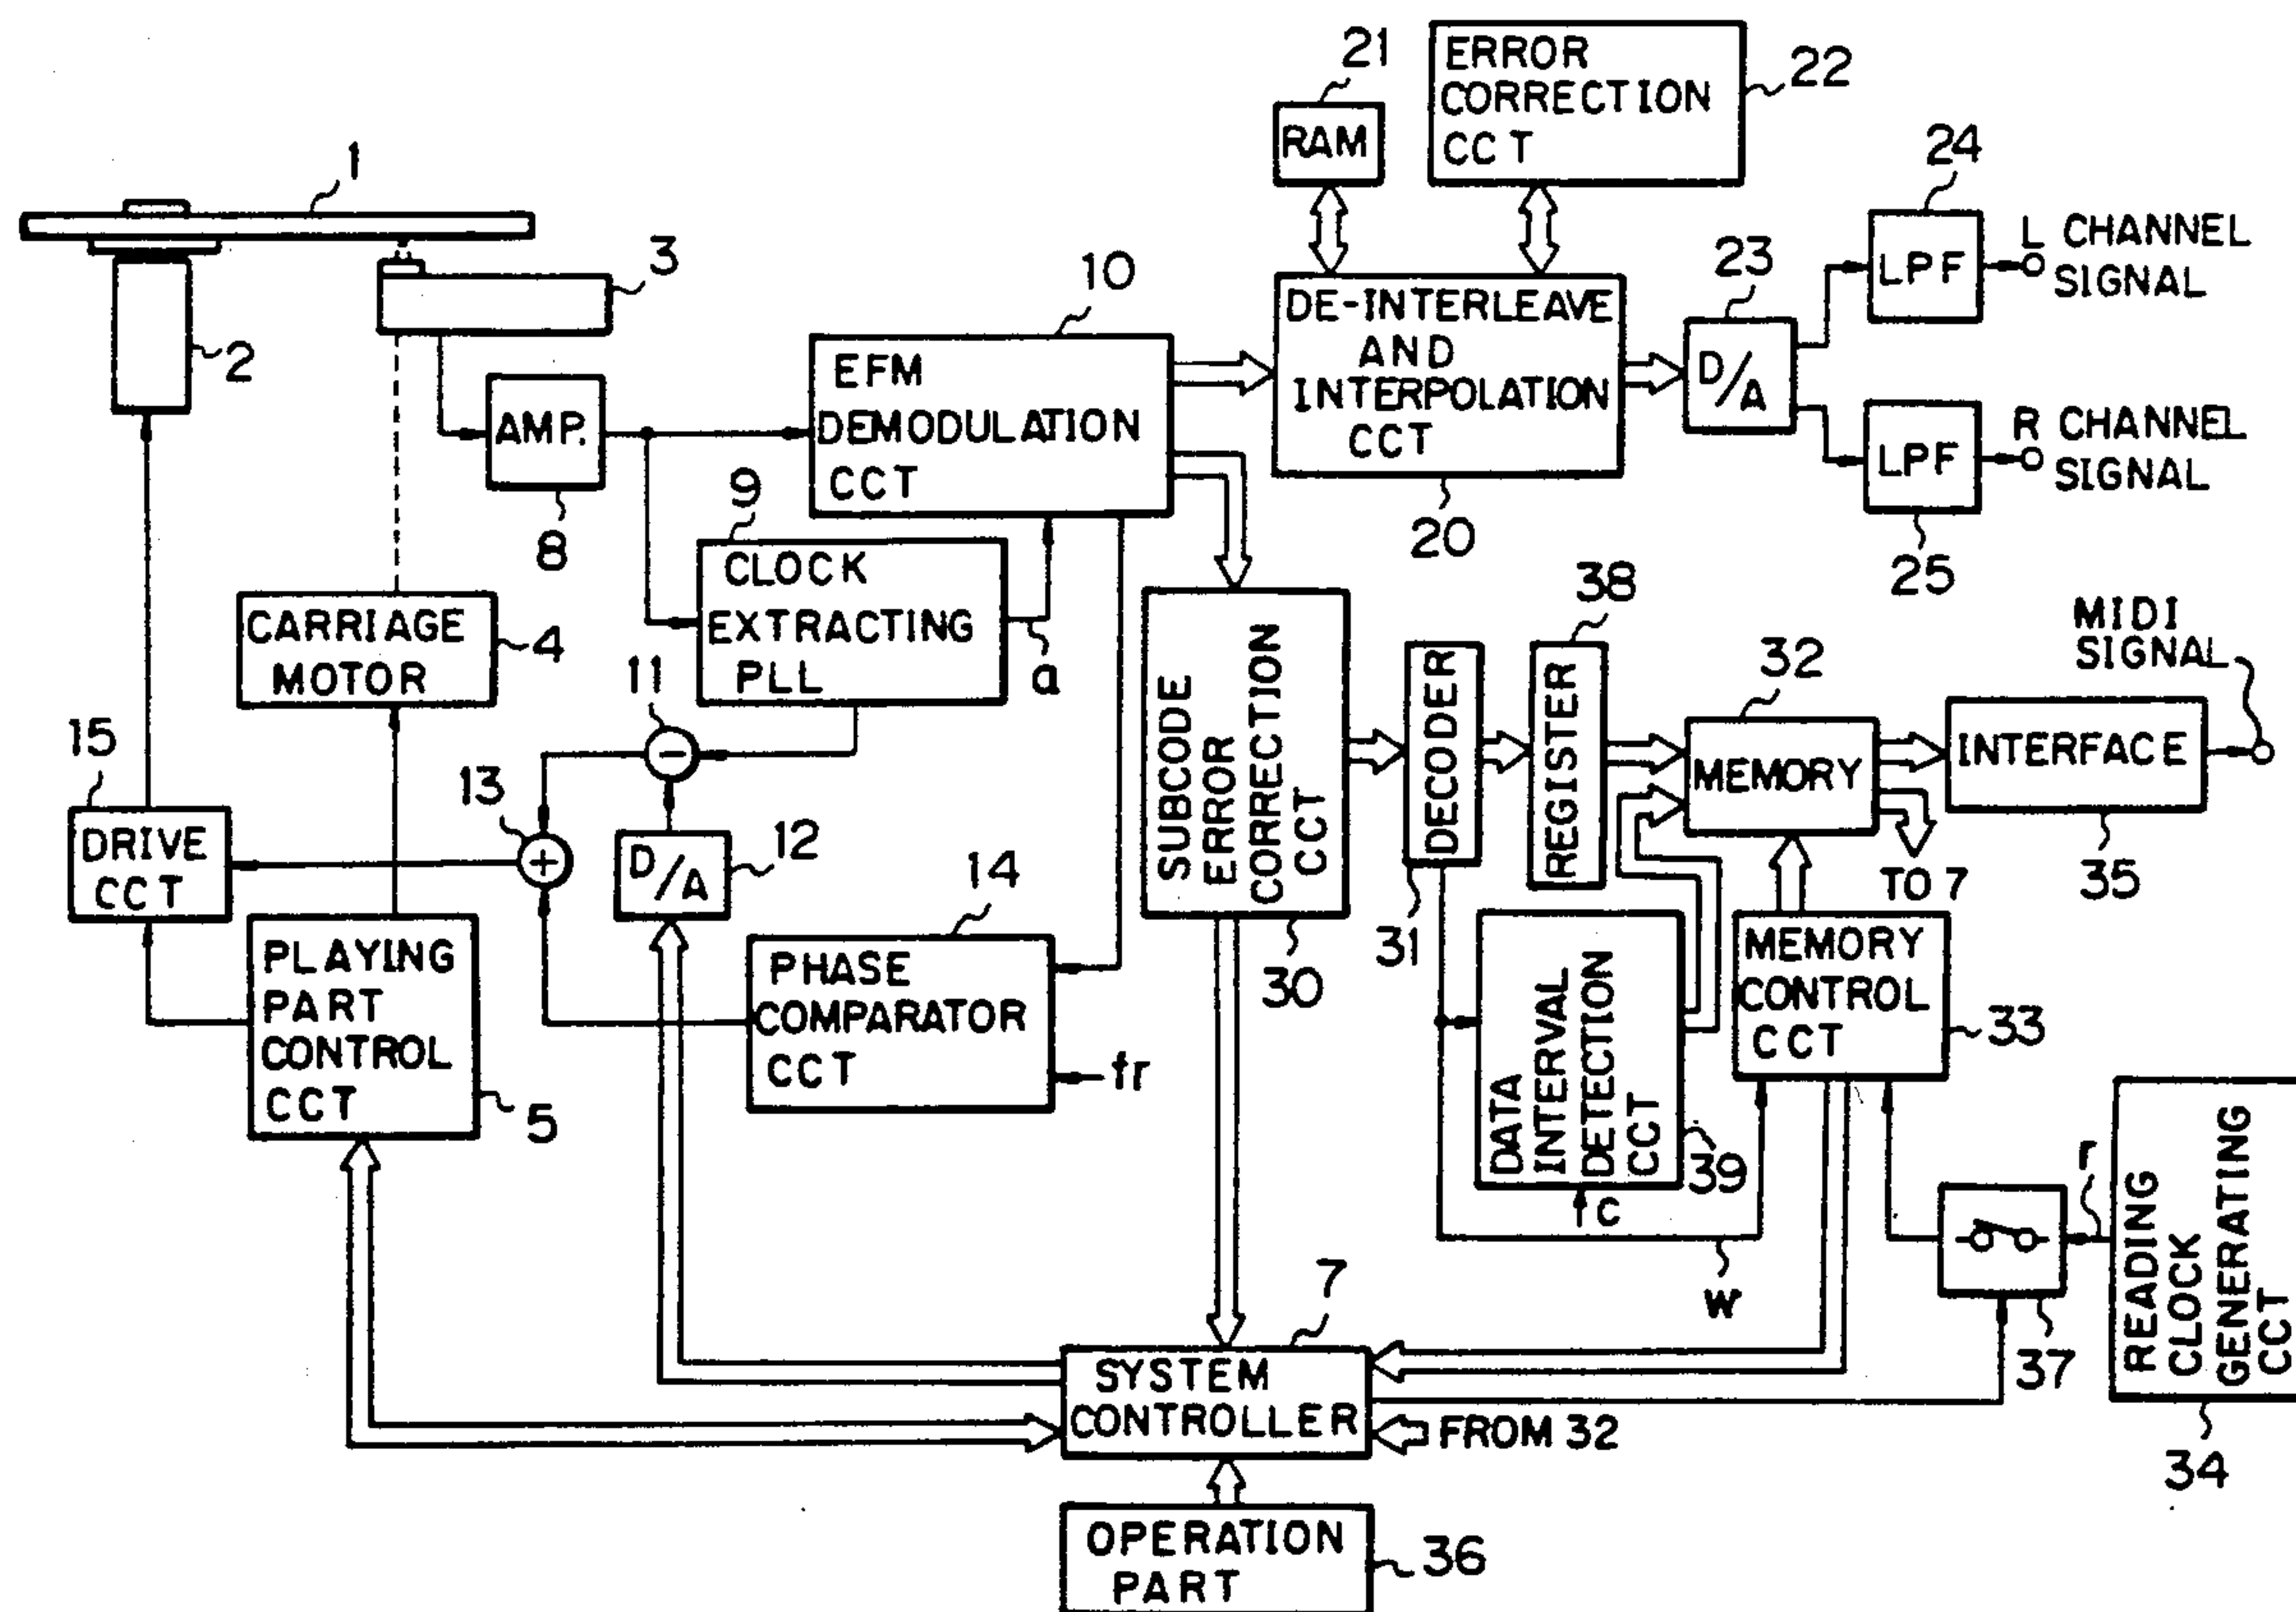 1
2
3
CARRIAGE
MOTOR
4
15
DRIVE
CCT
PLAYING
PART
CONTROL
CCT
5
AMP.
8
10
EFM
DEMODULATION
CCT
9
CLOCK
EXTRACTING
PLL
a
11
−
13
+
D/A
12
14
PHASE
COMPARATOR
CCT
fr
21
RAM
ERROR
CORRECTION
CCT
22
DE-INTERLEAVE
AND
INTERPOLATION
CCT
20
23
D/A
24
LPF
L CHANNEL
SIGNAL
LPF
25
R CHANNEL
SIGNAL
SUBCODE
ERROR
CORRECTION
CCT
30
DECODER
31
38
REGISTER
32
MEMORY
TO 7
MIDI
SIGNAL
INTERFACE
35
DATA
INTERVAL
DETECTION
CCT
39
C
w
MEMORY
CONTROL
CCT
33
37
r
READING
CLOCK
GENERATING
CCT
34
7
SYSTEM
CONTROLLER
FROM 32
OPERATION
PART
36